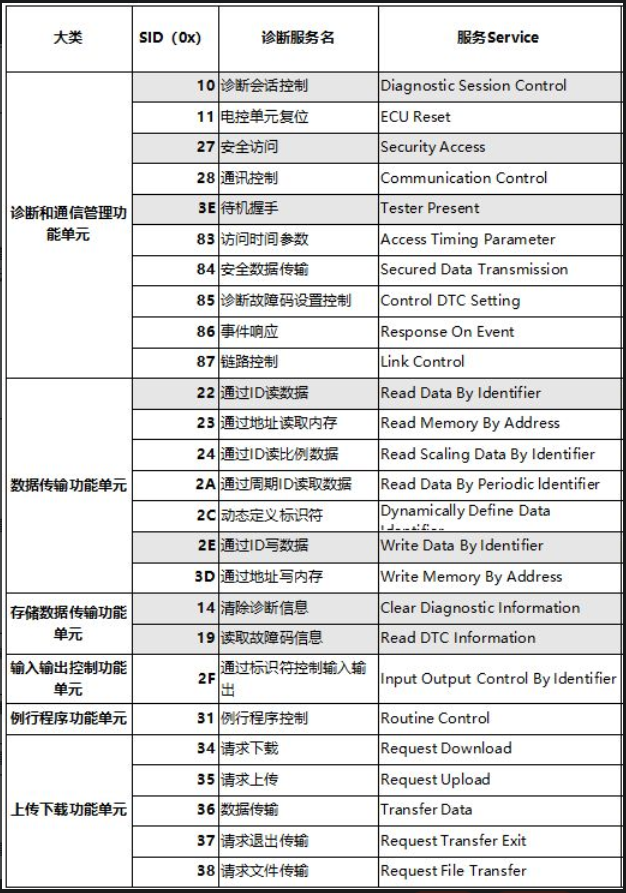 大类 SID（0x） 诊断服务名 服务Service
诊断和通信管理功
能单元
10 诊断会话控制 Diagnostic Session Control
11 电控单元复位 ECU Reset
27 安全访问 Security Access
28 通讯控制 Communication Control
3E 待机握手 Tester Present
83 访问时间参数 Access Timing Parameter
84 安全数据传输 Secured Data Transmission
85 诊断故障码设置控制 Control DTC Setting
86 事件响应 Response On Event
87 链路控制 Link Control
数据传输功能单元
22 通过ID读数据 Read Data By Identifier
23 通过地址读取内存 Read Memory By Address
24 通过ID读比例数据 Read Scaling Data By Identifier
2A 通过周期ID读取数据 Read Data By Periodic Identifier
2C 动态定义标识符 Dynamically Define Data
2E 通过ID写数据 Write Data By Identifier
3D 通过地址写内存 Write Memory By Address
存储数据传输功能
单元
14 清除诊断信息 Clear Diagnostic Information
19 读取故障码信息 Read DTC Information
输入输出控制功能
单元
2F 通过标识符控制输入输
出 Input Output Control By Identifier
例行程序功能单元
31 例行程序控制 Routine Control
上传下载功能单元
34 请求下载 Request Download
35 请求上传 Request Upload
36 数据传输 Transfer Data
37 请求退出传输 Request Transfer Exit
38 请求文件传输 Request File Transfer